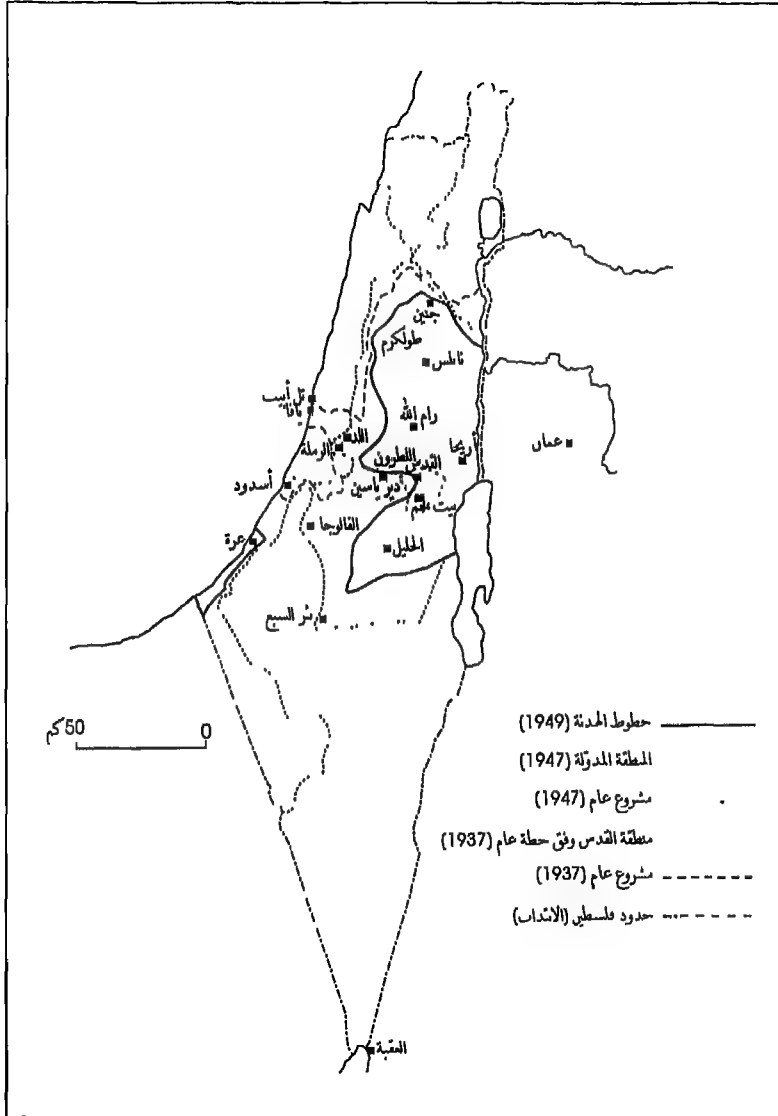 جنين
طولكرم
نابلس
تل أبيب
يافا
رام الله
اللد
الرملة
اللطرون
القدس
أريحا
عمان
أسدود
دير ياسين
بيت لحم
الفالوجا
غزة
الخليل
بئر السبع
50كم
0
خطوط الهدنة (1949)
المنطقة المدوّلة (1947)
مشروع عام (1947)
منطقة القدس وفق خطة عام (1937)
مشروع عام (1937)
حدود فلسطين (الانتداب)
العقبة